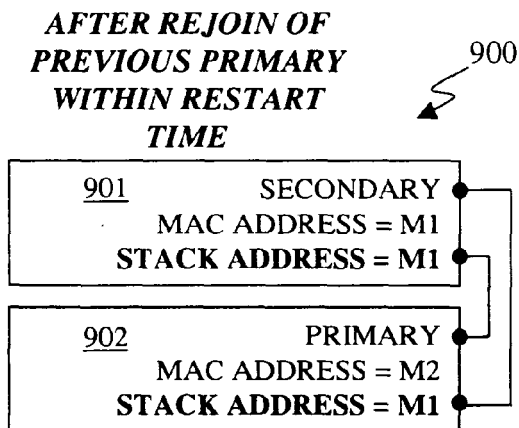 AFTER REJOIN OF
PREVIOUS PRIMARY
WITHIN RESTART
TIME
900
901 SECONDARY
MAC ADDRESS = M1
STACK ADDRESS = M1
902 PRIMARY
MAC ADDRESS = M2
STACK ADDRESS = M1